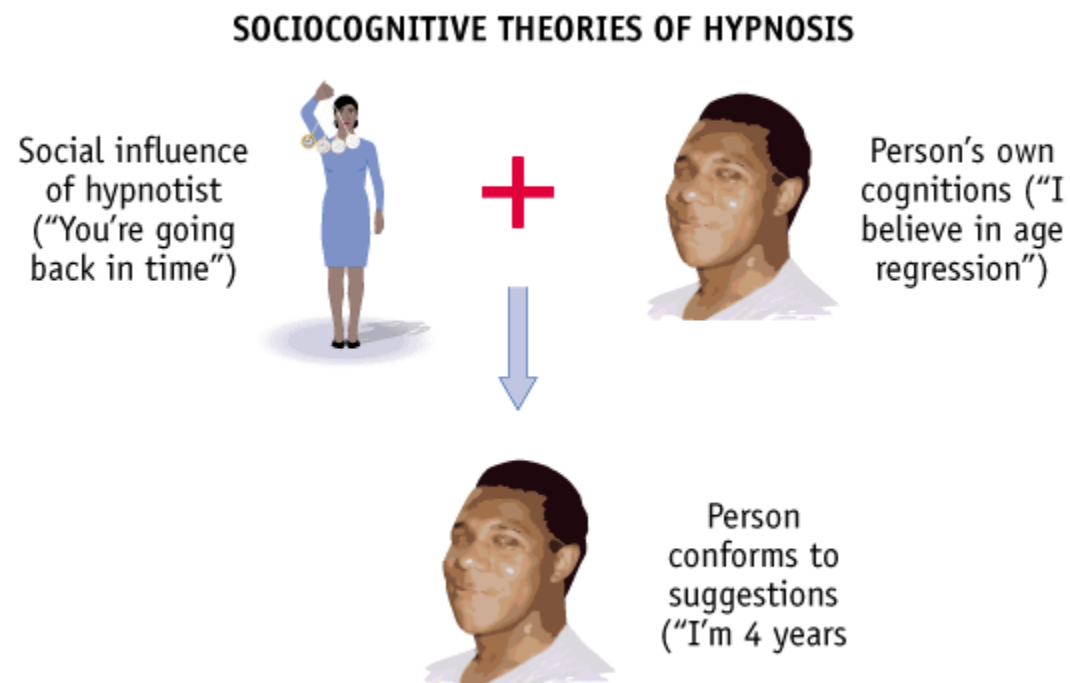 SOCIOCOGNITIVE THEORIES OF HYPNOSIS
Social influence
of hypnotist
(“You’re going
back in time”)
Person’s own
cognitions (“I
believe in age
regression”)
Person
conforms to
suggestions
(“I’m 4 years